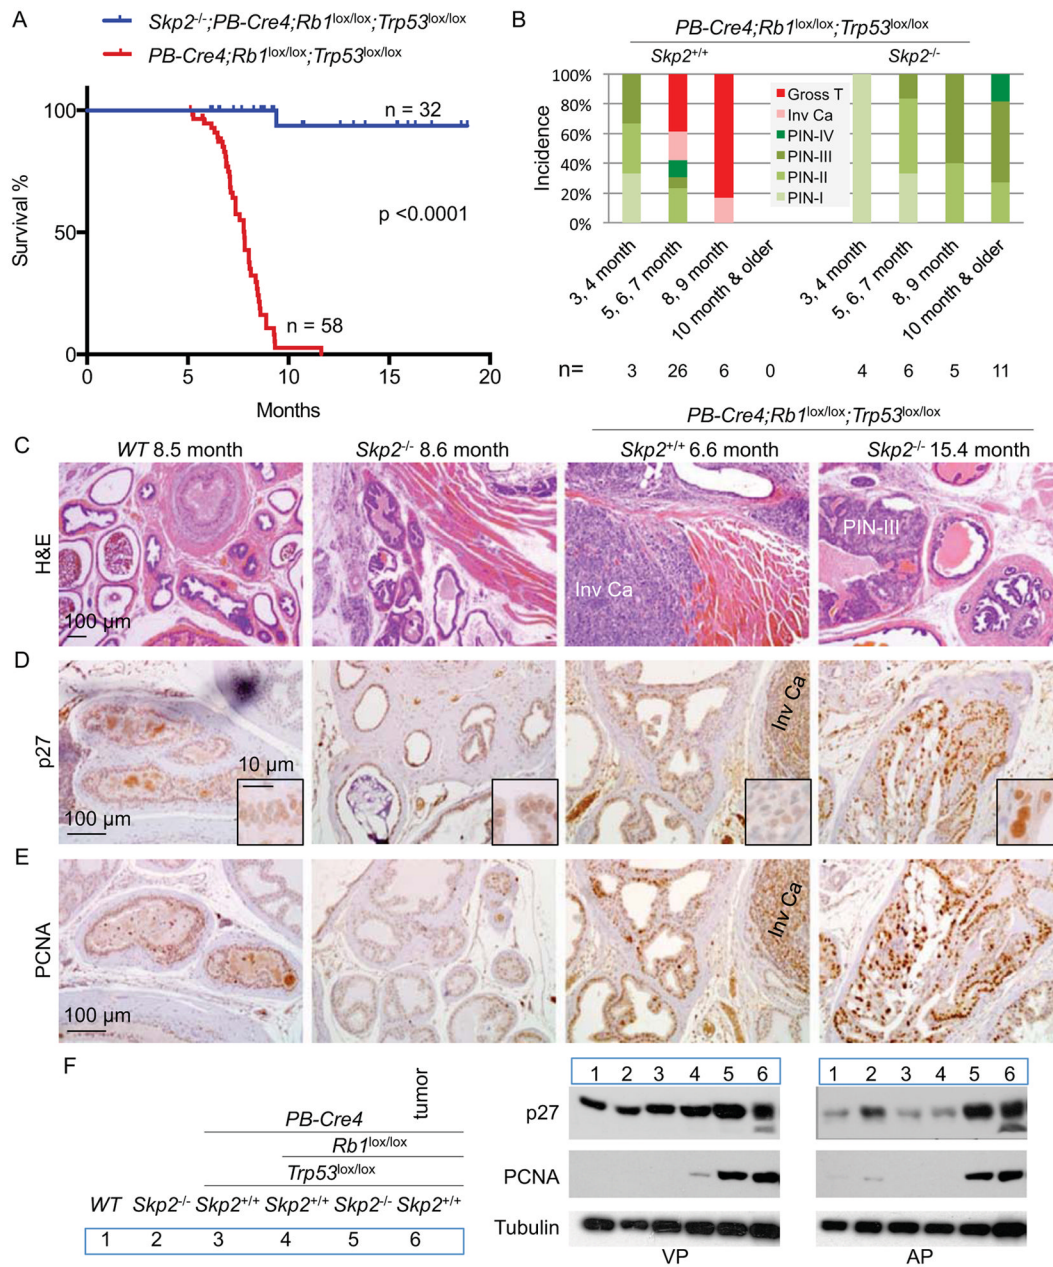 A
Skp2-/-;PB-Cre4;Rb1lox/lox;Trp53lox/lox
PB-Cre4;Rb1lox/lox;Trp53lox/lox
Survival %
100
50
0
n = 32
p <0.0001
n = 58
0 5 10 15 20
Months
B
PB-Cre4;Rb1lox/lox;Trp53lox/lox
Skp2+/+ Skp2-/-
Incidence
100%
80%
60%
40%
20%
0%
Gross T
Inv Ca
PIN-IV
PIN-III
PIN-II
PIN-I
3, 4 month
5, 6, 7 month
8, 9 month
10 month & older
3, 4 month
5, 6, 7 month
8, 9 month
10 month & older
n= 3 26 6 0 4 6 5 11
PB-Cre4;Rb1lox/lox;Trp53lox/lox
C WT 8.5 month Skp2-/- 8.6 month Skp2+/+ 6.6 month Skp2-/- 15.4 month
H&E
100 µm
Inv Ca
PIN-III
D
p27
10 µm
100 µm
Inv Ca
E
PCNA
100 µm
Inv Ca
F
tumor
PB-Cre4
Rb1lox/lox
Trp53lox/lox
WT Skp2-/- Skp2+/+ Skp2+/+ Skp2-/- Skp2+/+
1 2 3 4 5 6
1 2 3 4 5 6
1 2 3 4 5 6
p27
PCNA
Tubulin
VP AP